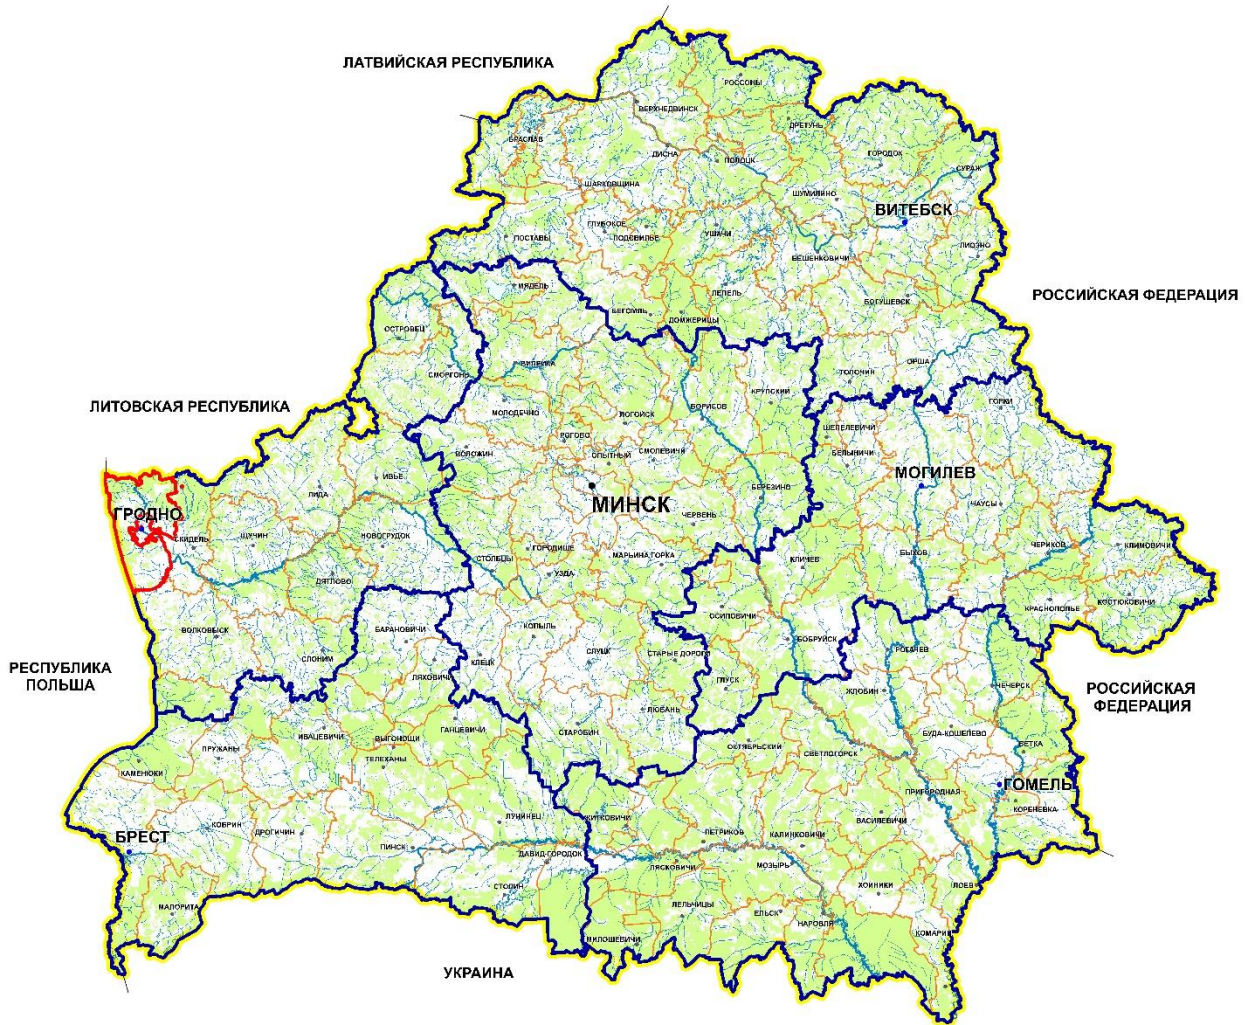 ЛАТВИЙСКАЯ РЕСПУБЛИКА
РОССОНЫ
ВЕРХНЕДВИНСК
БРАСЛАВ
ДРЕТУНЬ
ДИСНА
ПОЛОЦК
ГОРОДОК
СУРАЖ
ШАРКОВЩИНА
ШУМИЛИНО
ВИТЕБСК
ГЛУБОКОЕ
ПОДСВИЛЬЕ
УШАЧИ
ПОСТАВЫ
ЛИОЗНО
БЕШЕНКОВИЧИ
МЯДЕЛЬ
ЛЕПЕЛЬ
БОГУШЕВСК
РОССИЙСКАЯ ФЕДЕРАЦИЯ
БЕГОМЛЬ
ДОМЖЕРИЦЫ
ОСТРОВЕЦ
ОРША
ВИЛЕЙКА
СМОРГОНЬ
ТОЛОЧИН
КРУПСКИЙ
ЛИТОВСКАЯ РЕСПУБЛИКА
МОЛОДЕЧНО
ЛОГОЙСК
БОРИСОВ
ГОРКИ
ШЕПЕЛЕВИЧИ
РОГОВО
ВОЛОЖИН
ОПЫТНЫЙ
СМОЛЕВИЧИ
БЕЛЫНИЧИ
МОГИЛЕВ
ИВЬЕ
ЛИДА
БЕРЕЗИНО
МИНСК
ГРОДНО
ЧЕРВЕНЬ
ЧАУСЫ
СКИДЕЛЬ
ЩУЧИН
НОВОГРУДОК
ГОРОДИЩЕ
СТОЛБЦЫ
МАРЬИНА ГОРКА
БЫХОВ
ЧЕРИКОВ
КЛИМОВИЧИ
КЛИЧЕВ
УЗДА
ДЯТЛОВО
КОСТЮКОВИЧИ
КРАСНОПОЛЬЕ
ОСИПОВИЧИ
ВОЛКОВЫСК
БАРАНОВИЧИ
КОПЫЛЬ
БОБРУЙСК
СЛУЦК
РОГАЧЕВ
СЛОНИМ
КЛЕЦК
СТАРЫЕ ДОРОГИ
РЕСПУБЛИКА
ПОЛЬША
ЛЯХОВИЧИ
ГЛУСК
ЧЕЧЕРСК
РОССИЙСКАЯ
ФЕДЕРАЦИЯ
ЖЛОБИН
ЛЮБАНЬ
ГАНЦЕВИЧИ
СТАРОБИН
БУДА-КОШЕЛЕВО
ИВАЦЕВИЧИ
ВЫГОНОЩИ
ПРУЖАНЫ
ОКТЯБРЬСКИЙ
ВЕТКА
СВЕТЛОГОРСК
ТЕЛЕХАНЫ
КАМЕНЮКИ
ГОМЕЛЬ
ПРИГОРОДНАЯ
КОРЕНЕВКА
ЛУНИНЕЦ
ЖИТКОВИЧИ
ВАСИЛЕВИЧИ
КОБРИН
ДРОГИЧИН
ПЕТРИКОВ
КАЛИНКОВИЧИ
БРЕСТ
ПИНСК
ДАВИД-ГОРОДОК
ЛЯСКОВИЧИ
МОЗЫРЬ
СТОЛИН
ХОЙНИКИ
ЛОЕВ
МАЛОРИТА
ЛЕЛЬЧИЦЫ
ЕЛЬСК
НАРОВЛЯ
КОМАРИН
МИЛОШЕВИЧИ
УКРАИНА